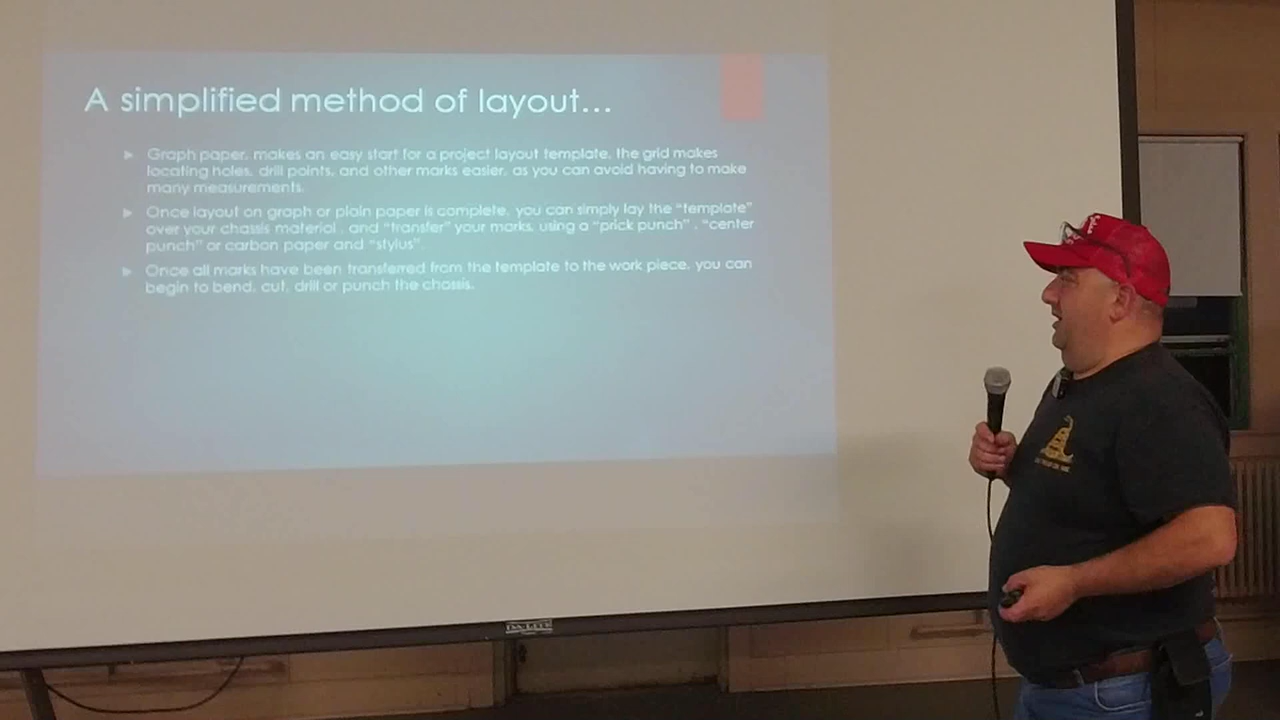 A simplified method of layout...
Graph paper, makes an easy start for a project layout template, the grid makes
locating holes, drill points, and other marks easier, as you can avoid having to make
many measurements.
Once layout on graph or plain paper is complete, you can simply lay the "template"
over your chassis material , and "transfer" your marks, using a "prick punch" , "center
punch" or carbon paper and "stylus".
Once all marks have been transferred from the template to the work piece, you can
begin to bend, cut, drill or punch the chassis.
DA-LITE